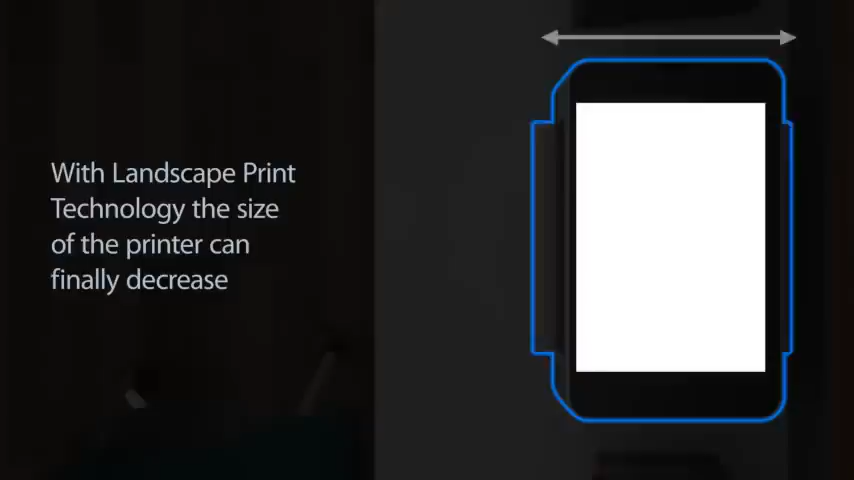 With Landscape Print
Technology the size
of the printer can
finally decrease